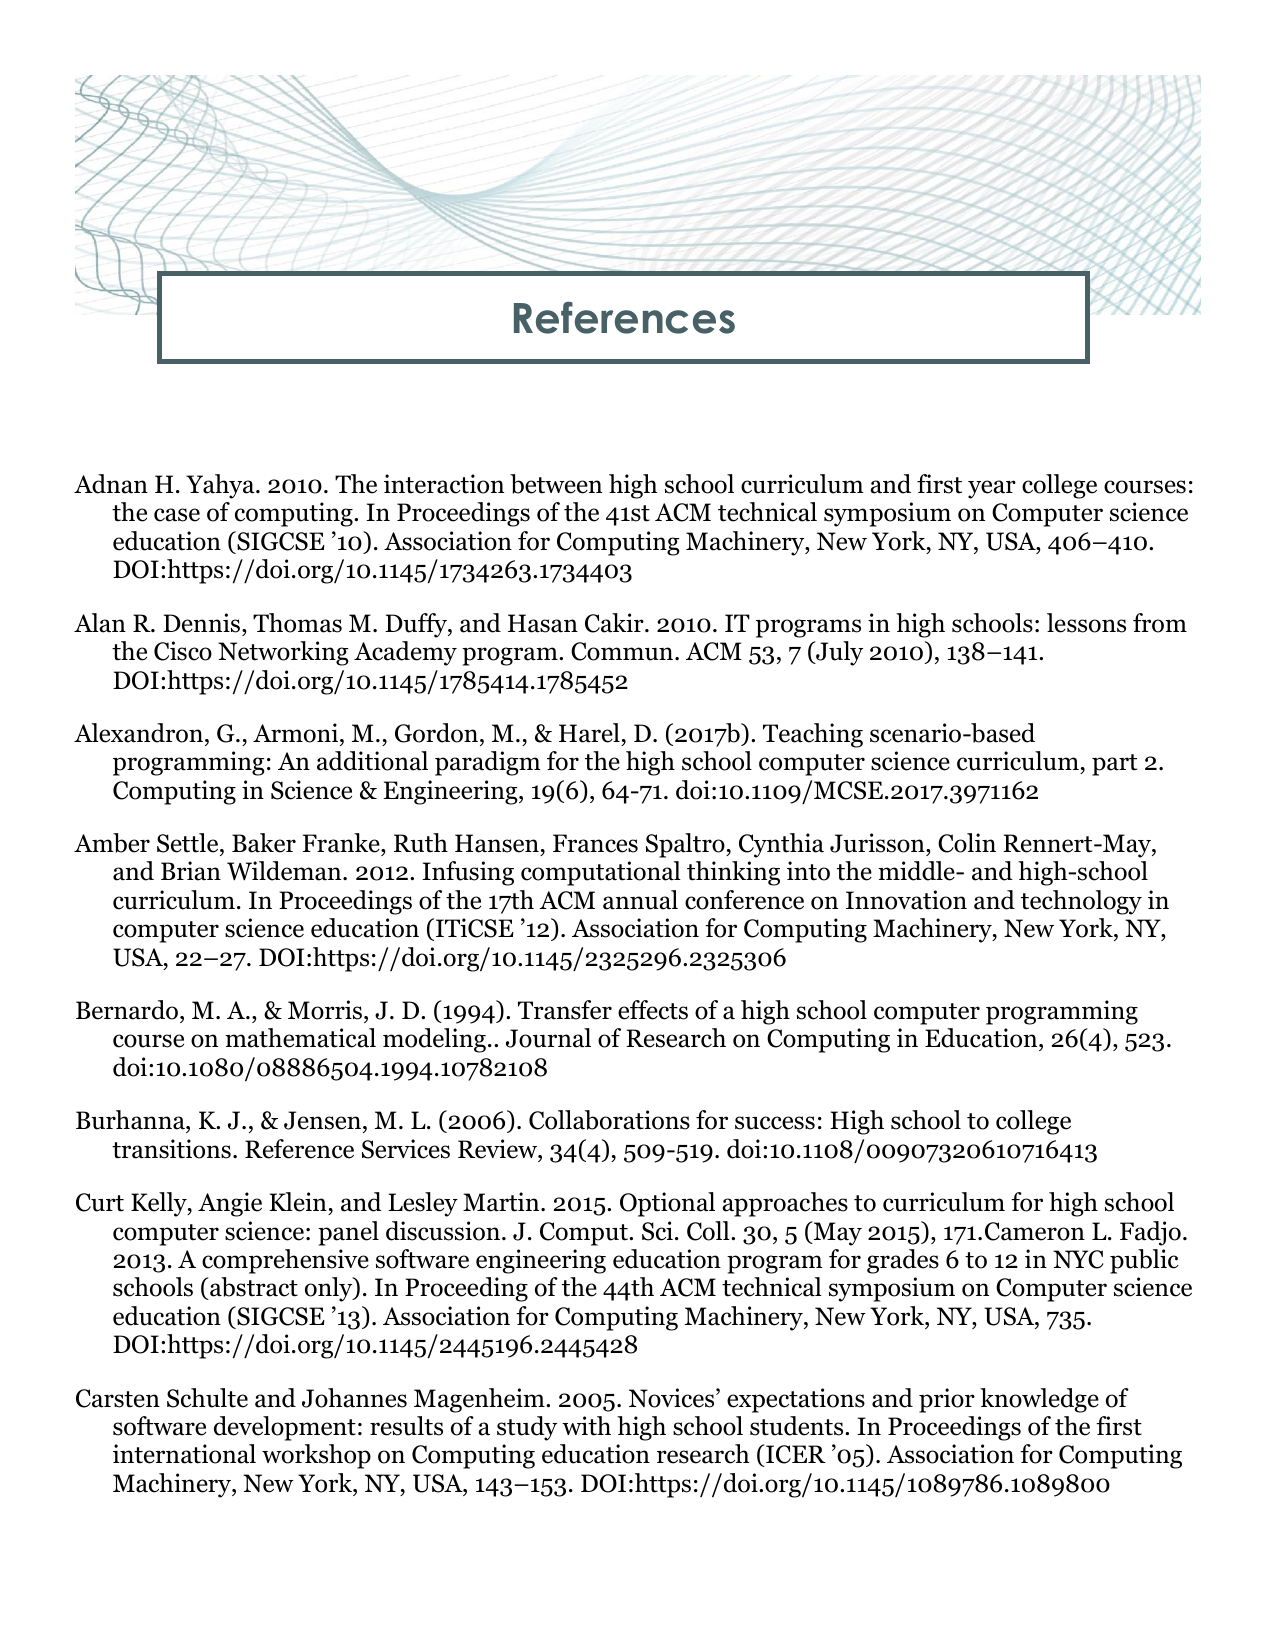 References
Adnan H. Yahya. 2010. The interaction between high school curriculum and first year college courses:
the case of computing. In Proceedings of the 41st ACM technical symposium on Computer science
education (SIGCSE ’10). Association for Computing Machinery, New York, NY, USA, 406–410.
DOI:https://doi.org/10.1145/1734263.1734403
Alan R. Dennis, Thomas M. Duffy, and Hasan Cakir. 2010. IT programs in high schools: lessons from
the Cisco Networking Academy program. Commun. ACM 53, 7 (July 2010), 138–141.
DOI:https://doi.org/10.1145/1785414.1785452
Alexandron, G., Armoni, M., Gordon, M., & Harel, D. (2017b). Teaching scenario-based
programming: An additional paradigm for the high school computer science curriculum, part 2.
Computing in Science & Engineering, 19(6), 64-71. doi:10.1109/MCSE.2017.3971162
Amber Settle, Baker Franke, Ruth Hansen, Frances Spaltro, Cynthia Jurisson, Colin Rennert-May,
and Brian Wildeman. 2012. Infusing computational thinking into the middle- and high-school
curriculum. In Proceedings of the 17th ACM annual conference on Innovation and technology in
computer science education (ITiCSE ’12). Association for Computing Machinery, New York, NY,
USA, 22–27. DOI:https://doi.org/10.1145/2325296.2325306
Bernardo, M. A., & Morris, J. D. (1994). Transfer effects of a high school computer programming
course on mathematical modeling.. Journal of Research on Computing in Education, 26(4), 523.
doi:10.1080/08886504.1994.10782108
Burhanna, K. J., & Jensen, M. L. (2006). Collaborations for success: High school to college
transitions. Reference Services Review, 34(4), 509-519. doi:10.1108/00907320610716413
Curt Kelly, Angie Klein, and Lesley Martin. 2015. Optional approaches to curriculum for high school
computer science: panel discussion. J. Comput. Sci. Coll. 30, 5 (May 2015), 171.Cameron L. Fadjo.
2013. A comprehensive software engineering education program for grades 6 to 12 in NYC public
schools (abstract only). In Proceeding of the 44th ACM technical symposium on Computer science
education (SIGCSE ’13). Association for Computing Machinery, New York, NY, USA, 735.
DOI:https://doi.org/10.1145/2445196.2445428
Carsten Schulte and Johannes Magenheim. 2005. Novices’ expectations and prior knowledge of
software development: results of a study with high school students. In Proceedings of the first
international workshop on Computing education research (ICER ’05). Association for Computing
Machinery, New York, NY, USA, 143–153. DOI:https://doi.org/10.1145/1089786.1089800